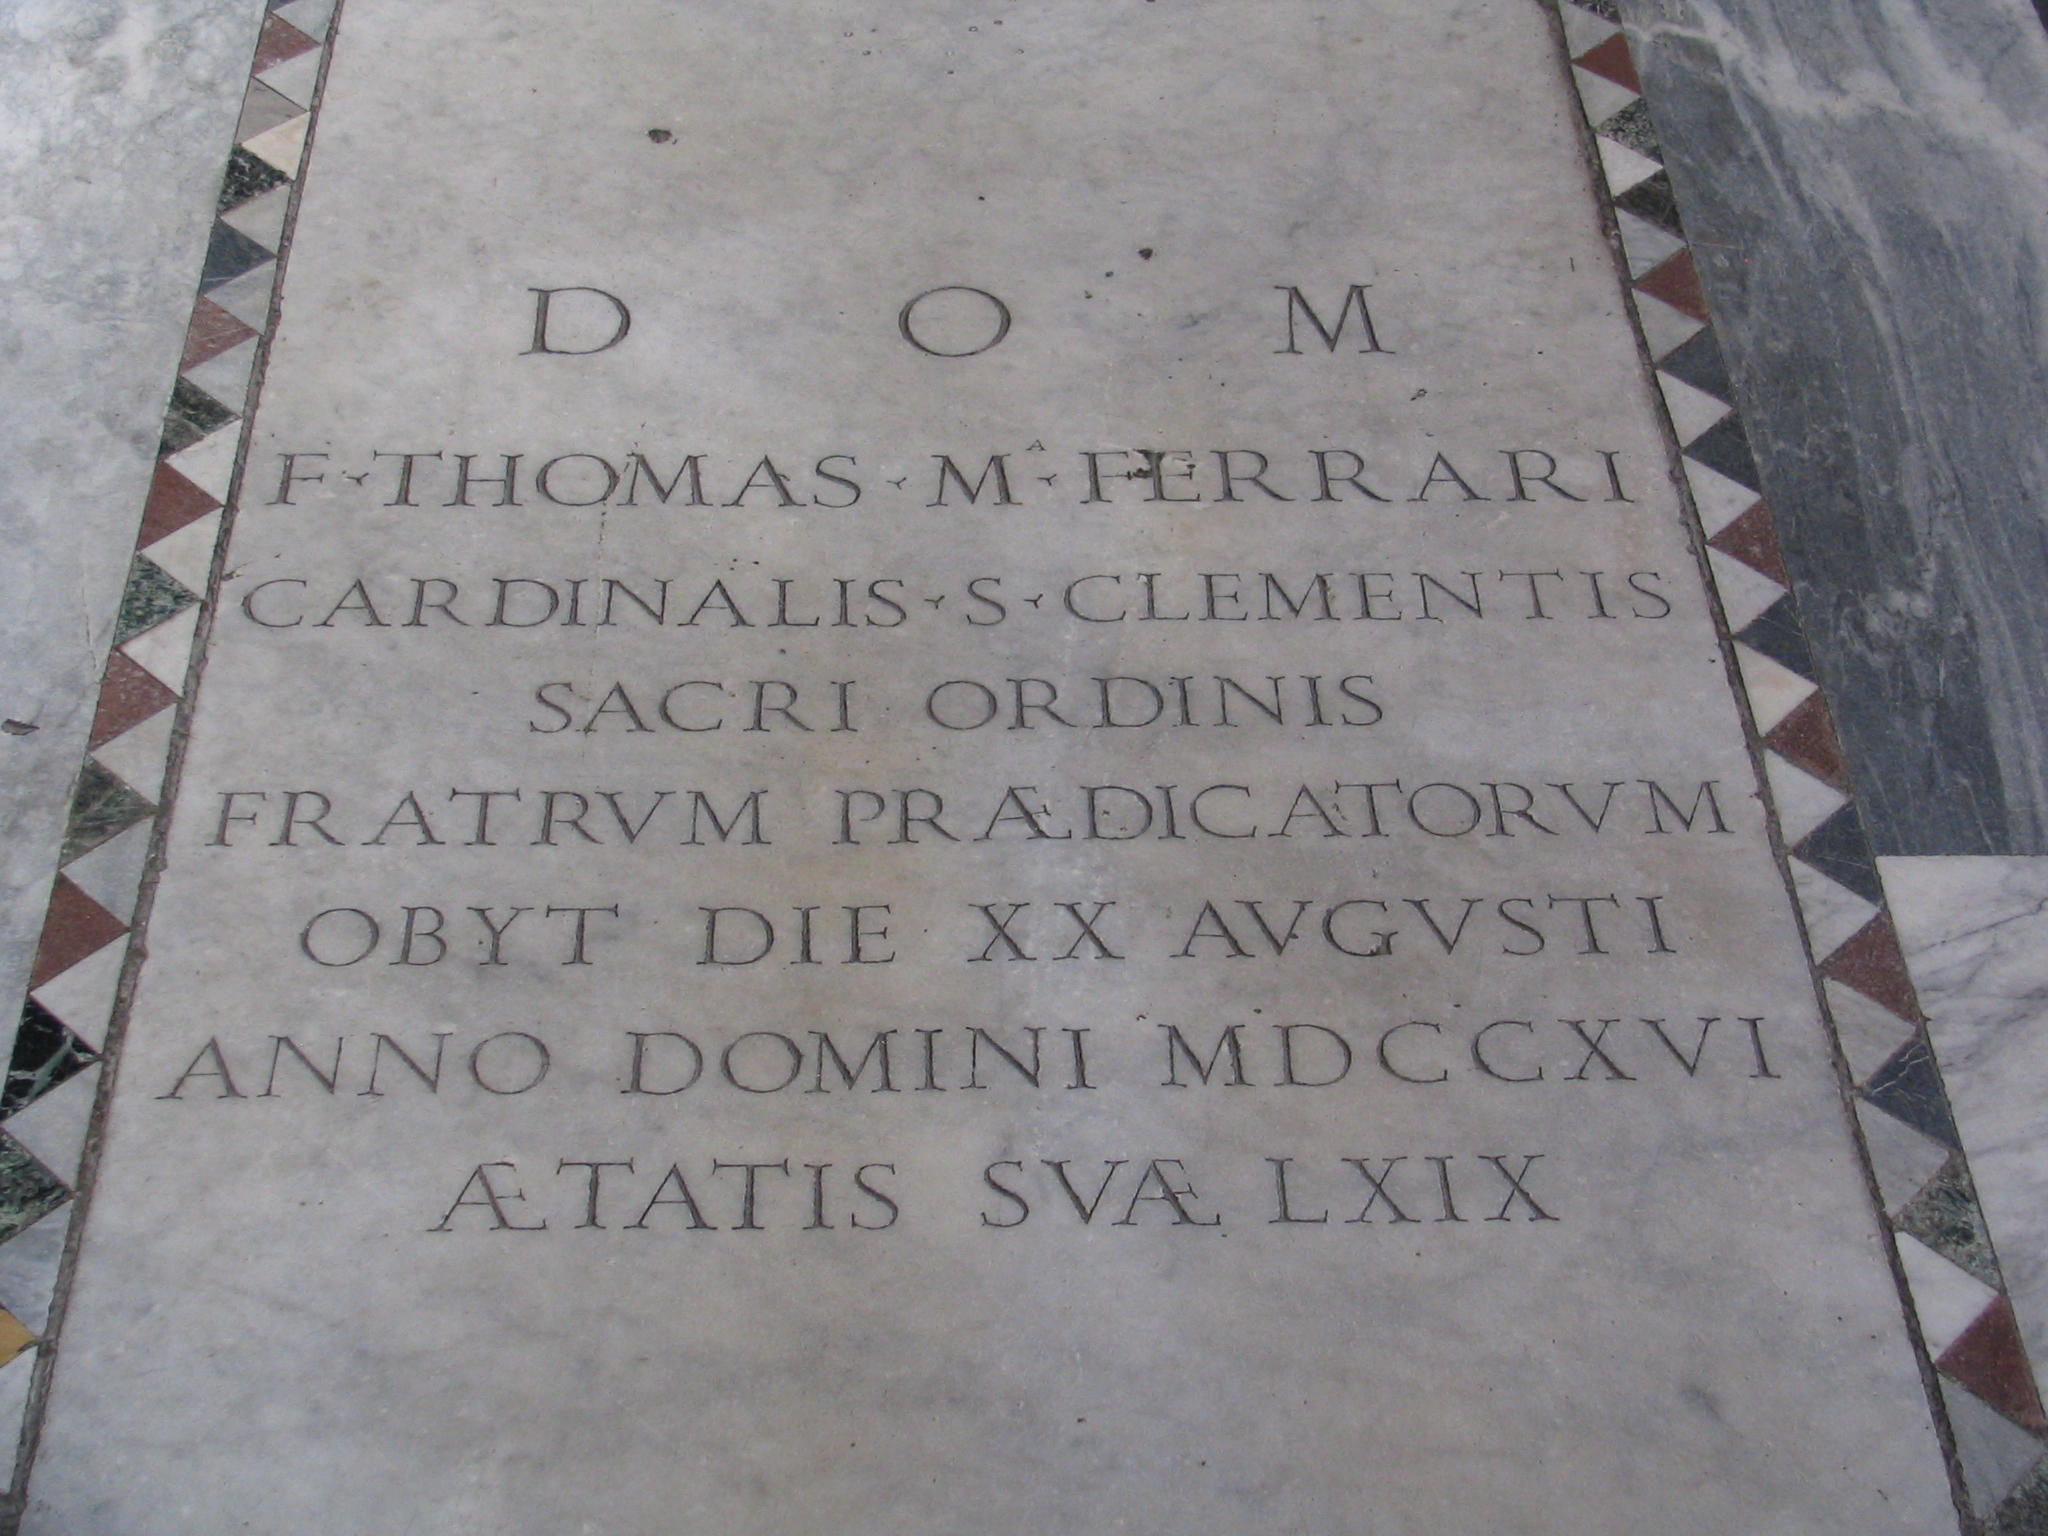 D O M
F · THOMAS · Mᴬ · FERRARI
CARDINALIS · S · CLEMENTIS
SACRI ORDINIS
FRATRVM PRÆDICATORVM
OBYT DIE XX AVGVSTI
ANNO DOMINI MDCCXVI
ÆTATIS SVÆ LXIX